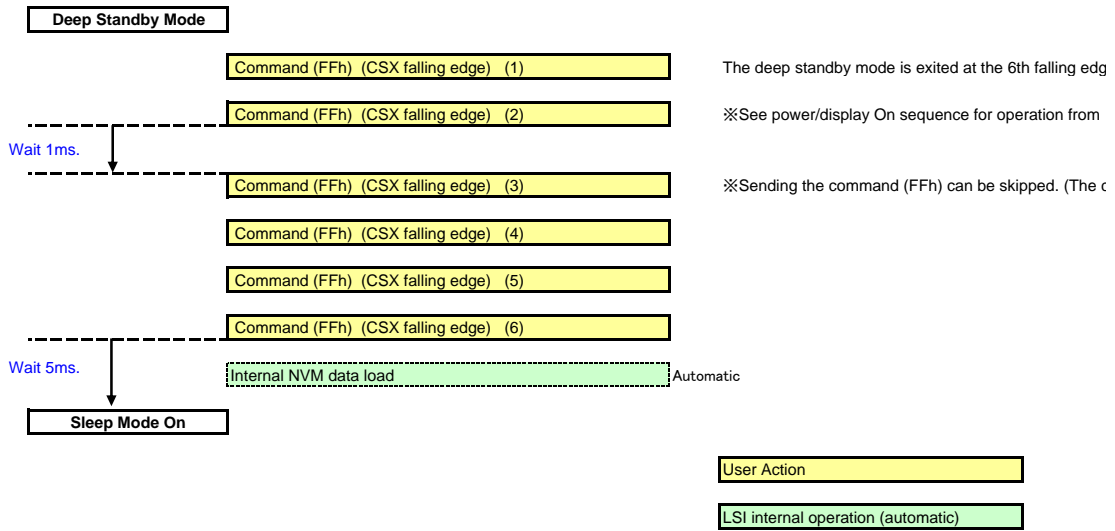 Deep Standby Mode
Command (FFh) (CSX falling edge) (1)
The deep standby mode is exited at the 6th falling
Command (FFh) (CSX falling edge) (2)
※See power/display On sequence for operation from
Wait 1ms.
Command (FFh) (CSX falling edge) (3)
※Sending the command (FFh) can be skipped. (The
Command (FFh) (CSX falling edge) (4)
Command (FFh) (CSX falling edge) (5)
Command (FFh) (CSX falling edge) (6)
Wait 5ms.
Internal NVM data load
Automatic
Sleep Mode On
User Action
LSI internal operation (automatic)